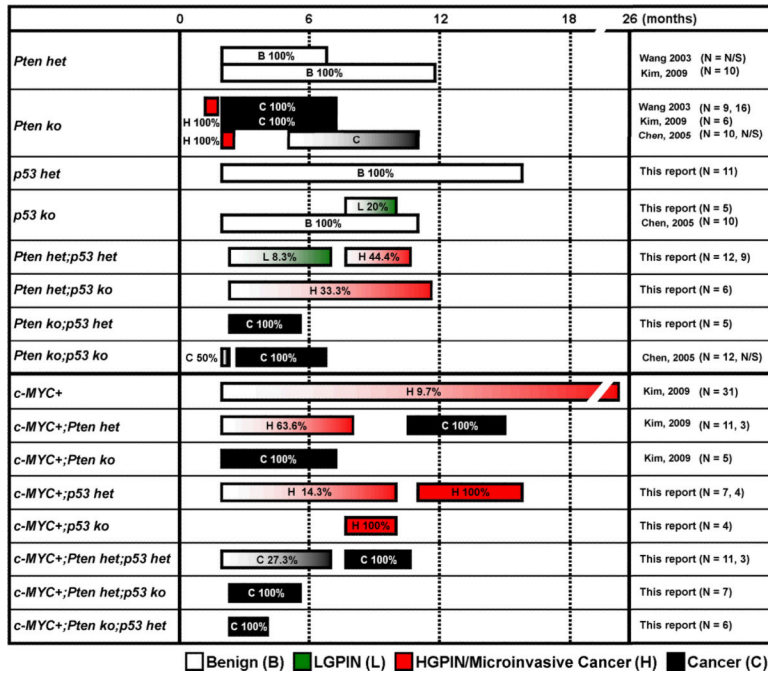 0 6 12 18 26 (months)
Pten het B 100% Wang 2003 (N = N/S)
B 100% Kim, 2009 (N = 10)
Pten ko C 100% Wang 2003 (N = 9, 16)
H 100% C 100% Kim, 2009 (N = 6)
H 100% C Chen, 2005 (N = 10, N/S)
p53 het B 100% This report (N = 11)
p53 ko L 20% This report (N = 5)
B 100% Chen, 2005 (N = 10)
Pten het;p53 het L 8.3% H 44.4% This report (N = 12, 9)
Pten het;p53 ko H 33.3% This report (N = 6)
Pten ko;p53 het C 100% This report (N = 5)
Pten ko;p53 ko C 50% C 100% Chen, 2005 (N = 12, N/S)
c-MYC+ H 9.7% Kim, 2009 (N = 31)
c-MYC+;Pten het H 63.6% C 100% Kim, 2009 (N = 11, 3)
c-MYC+;Pten ko C 100% Kim, 2009 (N = 5)
c-MYC+;p53 het H 14.3% H 100% This report (N = 7, 4)
c-MYC+;p53 ko H 100% This report (N = 4)
c-MYC+;Pten het;p53 het C 27.3% C 100% This report (N = 11, 3)
c-MYC+;Pten het;p53 ko C 100% This report (N = 7)
c-MYC+;Pten ko;p53 het C 100% This report (N = 6)
Benign (B) LGPIN (L) HGPIN/Microinvasive Cancer (H) Cancer (C)